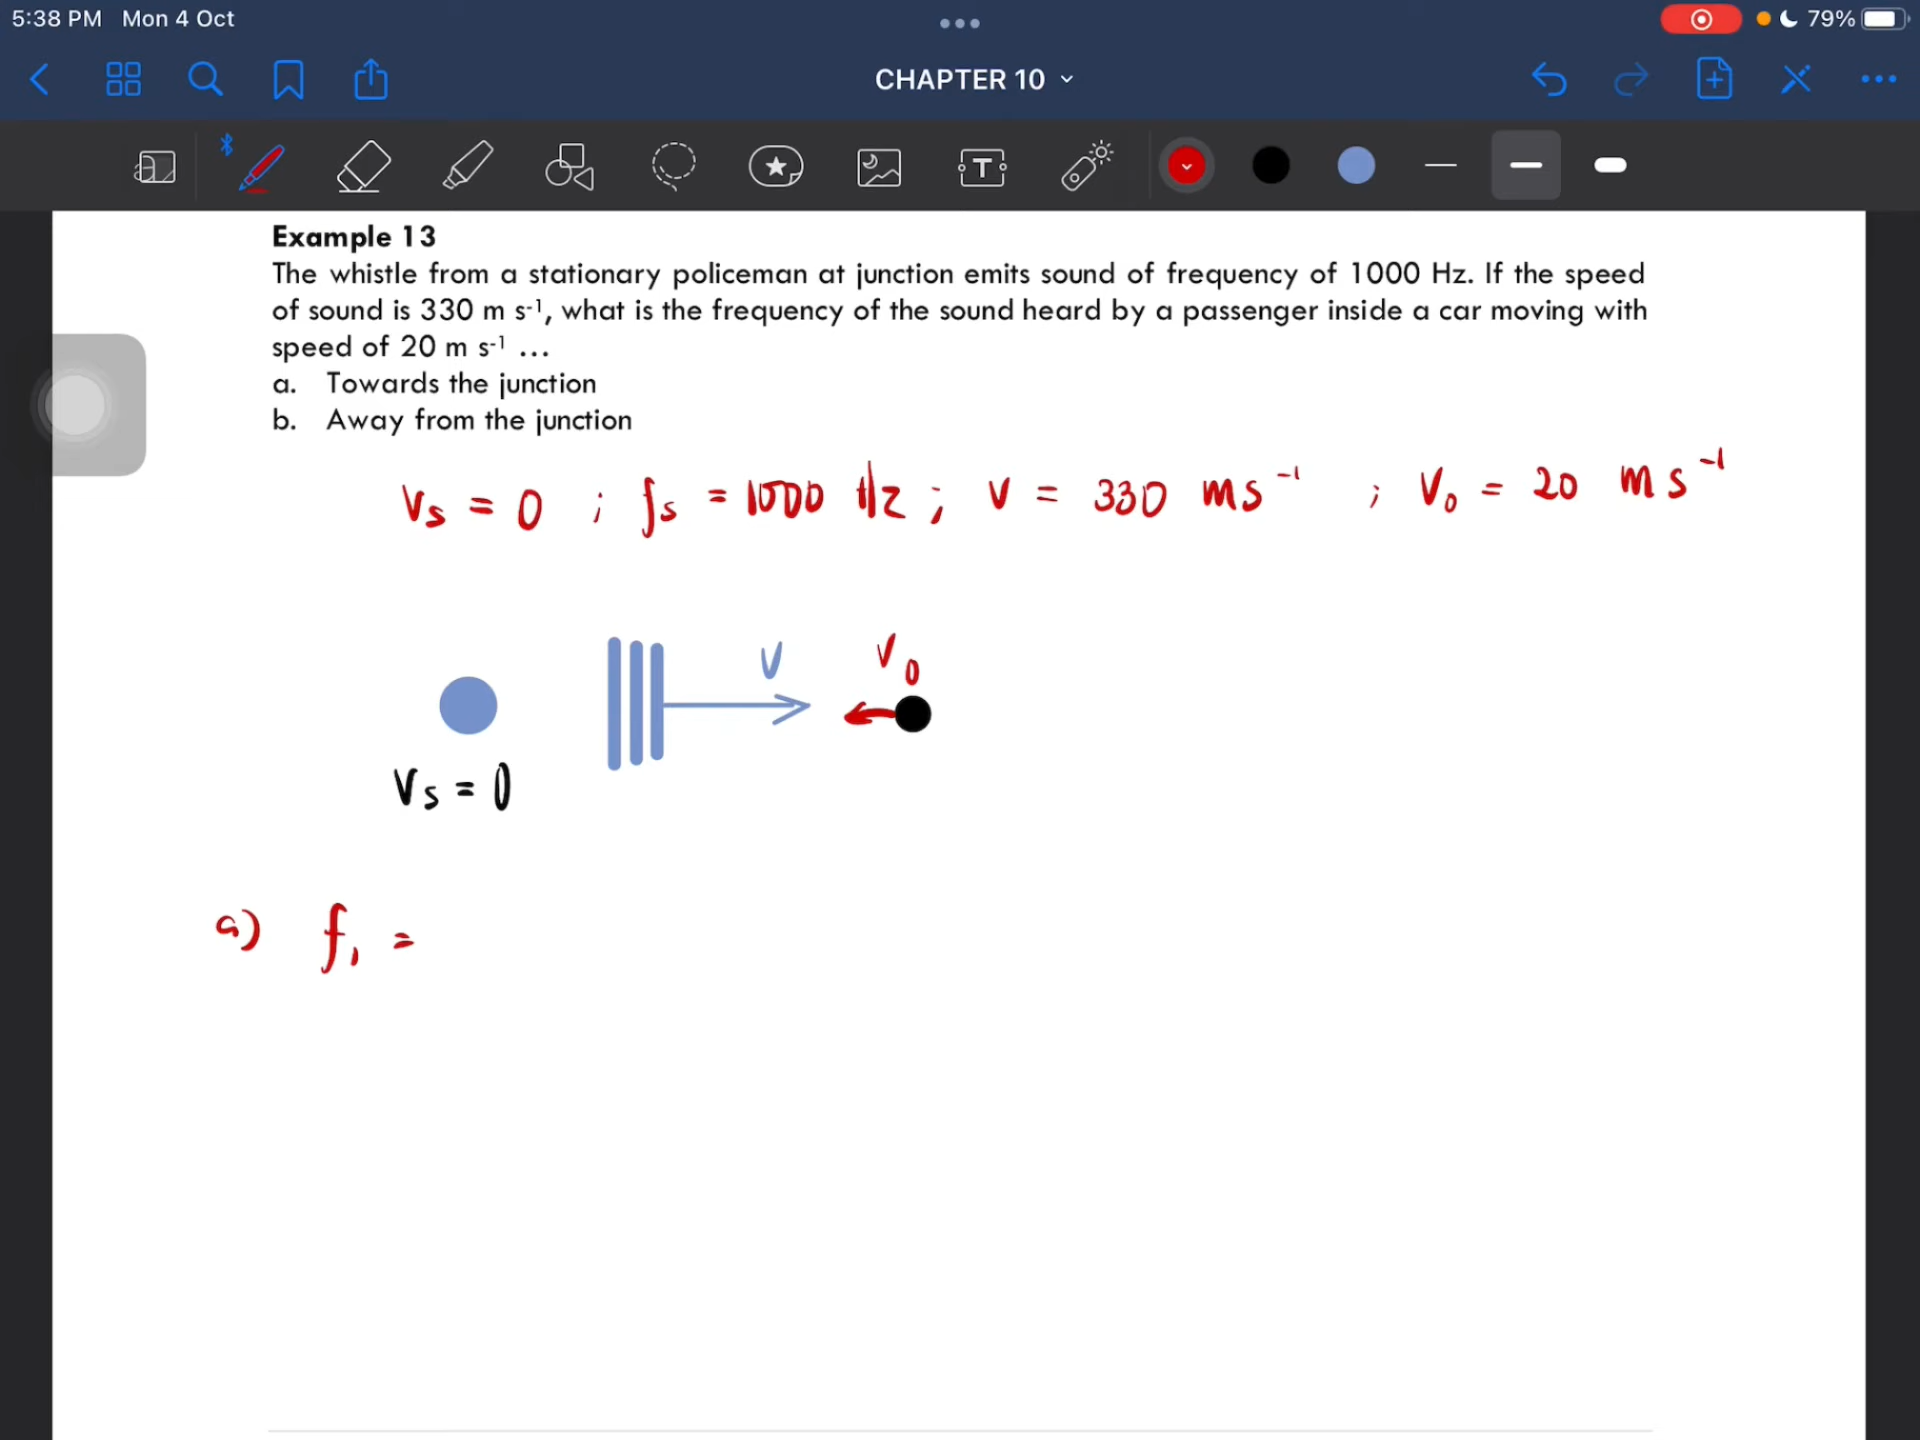 5:38 PM Mon 4 Oct
79%
CHAPTER 10
T
Example 13
The whistle from a stationary policeman at junction emits sound of frequency of 1000 Hz. If the speed
of sound is 330 m s⁻¹, what is the frequency of the sound heard by a passenger inside a car moving with
speed of 20 m s⁻¹ ...
a. Towards the junction
b. Away from the junction
Vs = 0 ; fs = 1000 Hz ; V = 330 ms⁻¹ ; V₀ = 20 ms⁻¹
V
V₀
Vs = 0
a) f₁ =